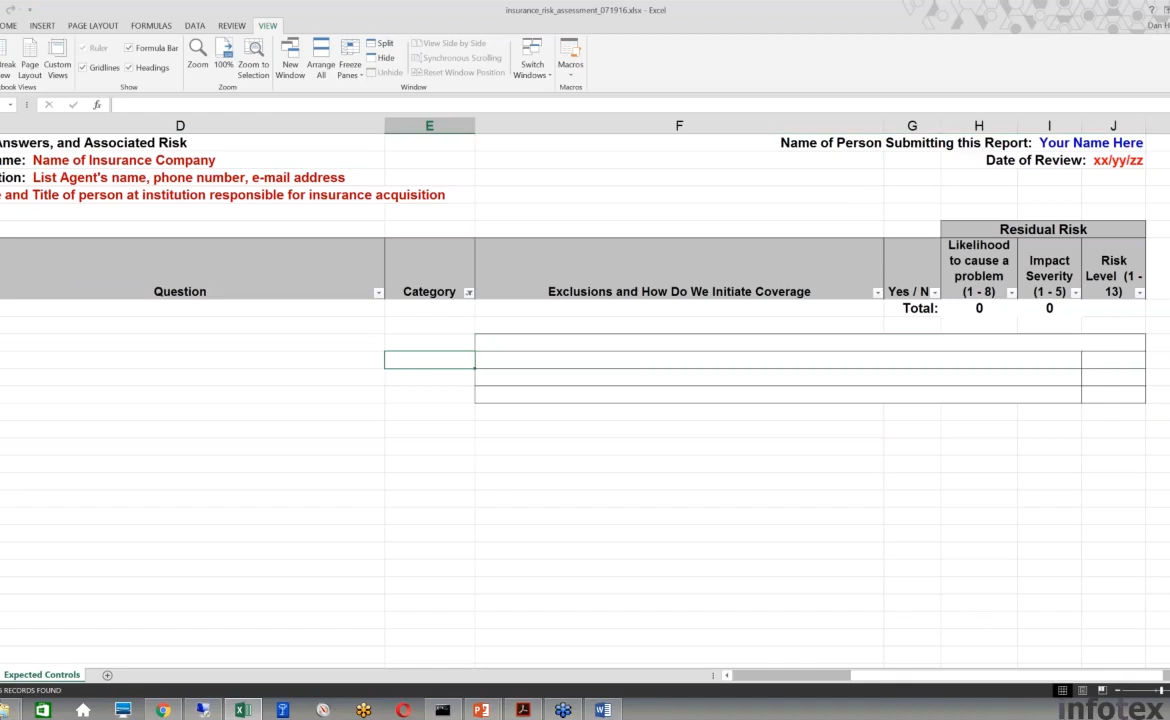 insurance_risk_assessment_071916.xlsx - Excel
?
OME INSERT PAGE LAYOUT FORMULAS DATA REVIEW VIEW
Dan H
Ruler Formula Bar
Gridlines Headings
Show
reak Page Custom
ew Layout Views
book Views
Zoom 100% Zoom to
Selection
Zoom
New Arrange Freeze
Window All Panes
Split
Hide
Unhide
View Side by Side
Synchronous Scrolling
Reset Window Position
Window
Switch
Windows
Macros
Macros
fx
D E F G H I J
Answers, and Associated Risk
Name of Person Submitting this Report: Your Name Here
ame: Name of Insurance Company
Date of Review: xx/yy/zz
tion: List Agent's name, phone number, e-mail address
e and Title of person at institution responsible for insurance acquisition
Residual Risk
Question
Category
Exclusions and How Do We Initiate Coverage
Yes / N
Likelihood
to cause a
problem
(1 - 8)
Impact
Severity
(1 - 5)
Risk
Level (1 -
13)
Total: 0 0
Expected Controls
RECORDS FOUND
infotex